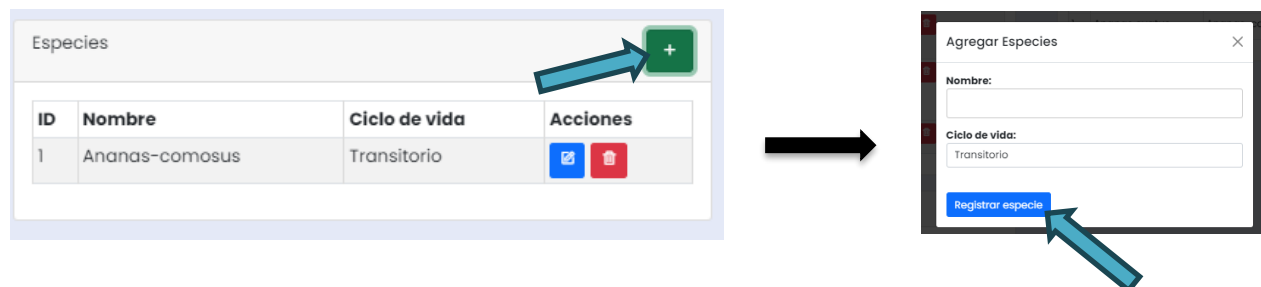 Especies
+
ID Nombre Ciclo de vida Acciones
1 Ananas-comosus Transitorio
Agregar Especies
Nombre:
Ciclo de vida:
Transitorio
Registrar especie